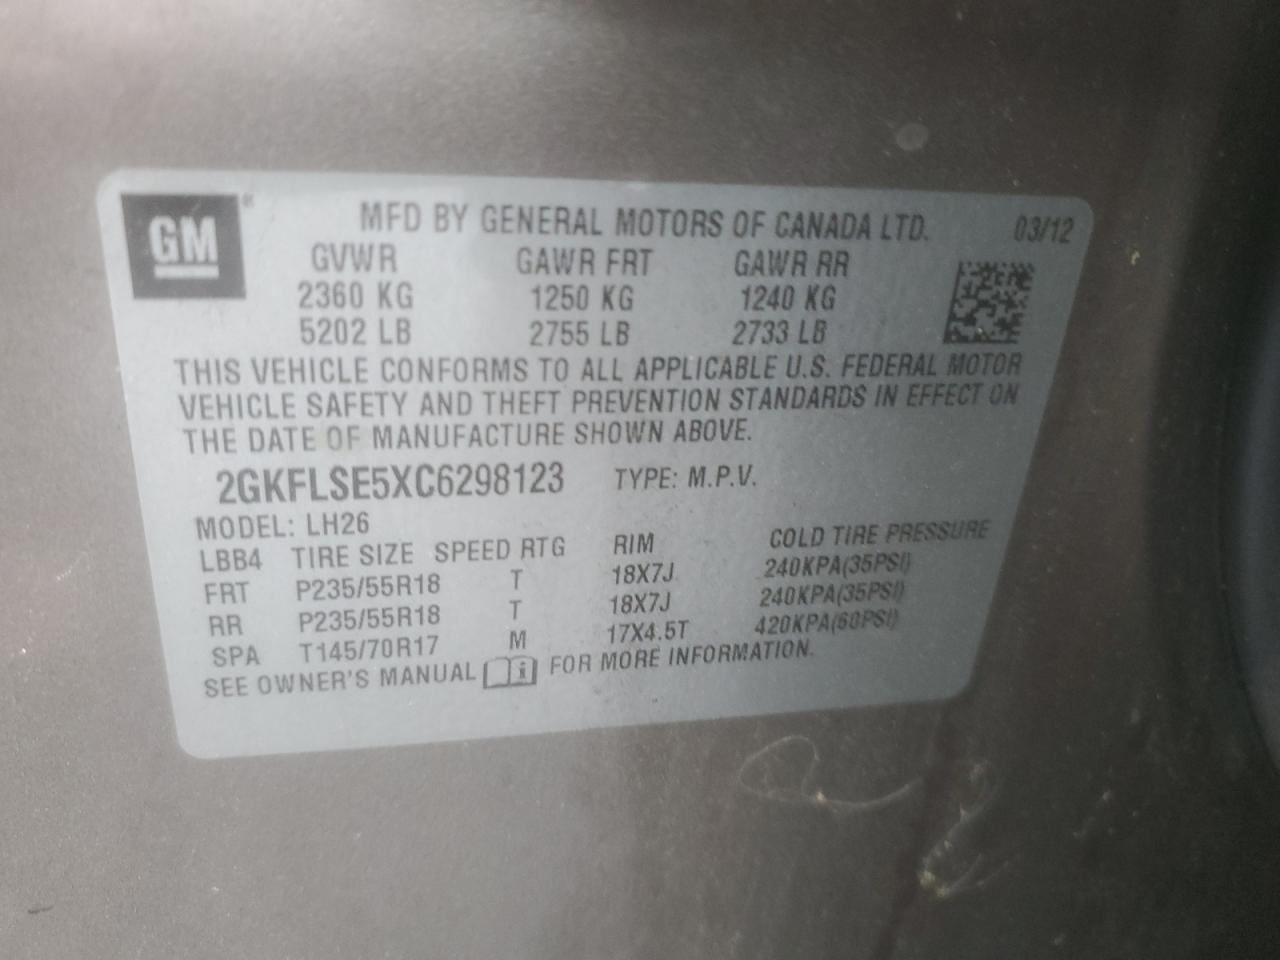 GM
MFD BY GENERAL MOTORS OF CANADA LTD. 03/12
GVWR GAWR FRT GAWR RR
2360 KG 1250 KG 1240 KG
5202 LB 2755 LB 2733 LB
THIS VEHICLE CONFORMS TO ALL APPLICABLE U.S. FEDERAL MOTOR
VEHICLE SAFETY AND THEFT PREVENTION STANDARDS IN EFFECT ON
THE DATE OF MANUFACTURE SHOWN ABOVE.
2GKFLSE5XC6298123 TYPE: M.P.V.
MODEL: LH26
LBB4 TIRE SIZE SPEED RTG RIM COLD TIRE PRESSURE
FRT P235/55R18 T 18X7J 240KPA(35PSI)
RR P235/55R18 T 18X7J 240KPA(35PSI)
SPA T145/70R17 M 17X4.5T 420KPA(60PSI)
SEE OWNER'S MANUAL i FOR MORE INFORMATION.